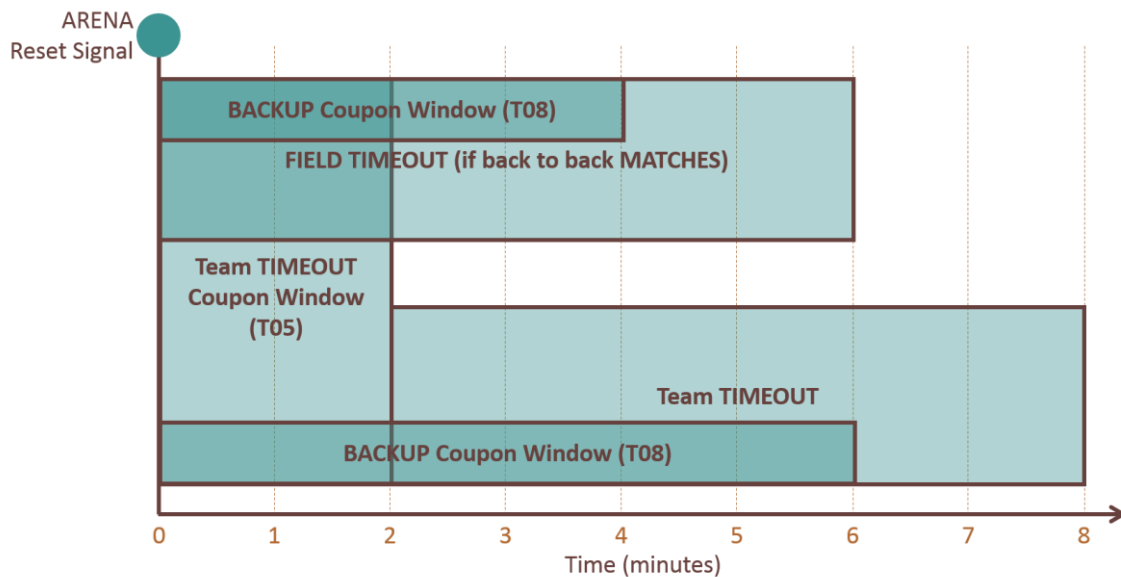 ARENA
Reset Signal
BACKUP Coupon Window (T08)
FIELD TIMEOUT (if back to back MATCHES)
Team TIMEOUT
Coupon Window
(T05)
Team TIMEOUT
BACKUP Coupon Window (T08)
0 1 2 3 4 5 6 7 8
Time (minutes)